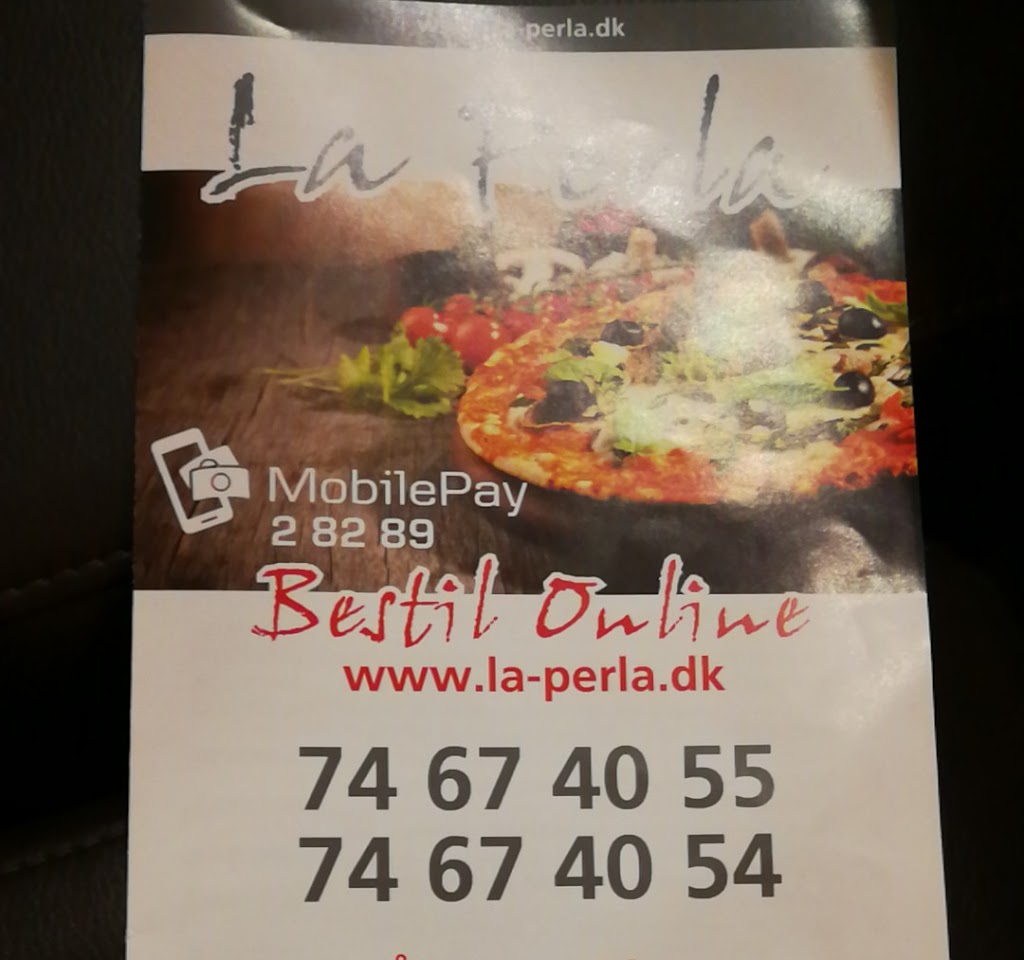 -perla.dk
La Perla
MobilePay
2 82 89
Bestil Online
www.la-perla.dk
74 67 40 55
74 67 40 54